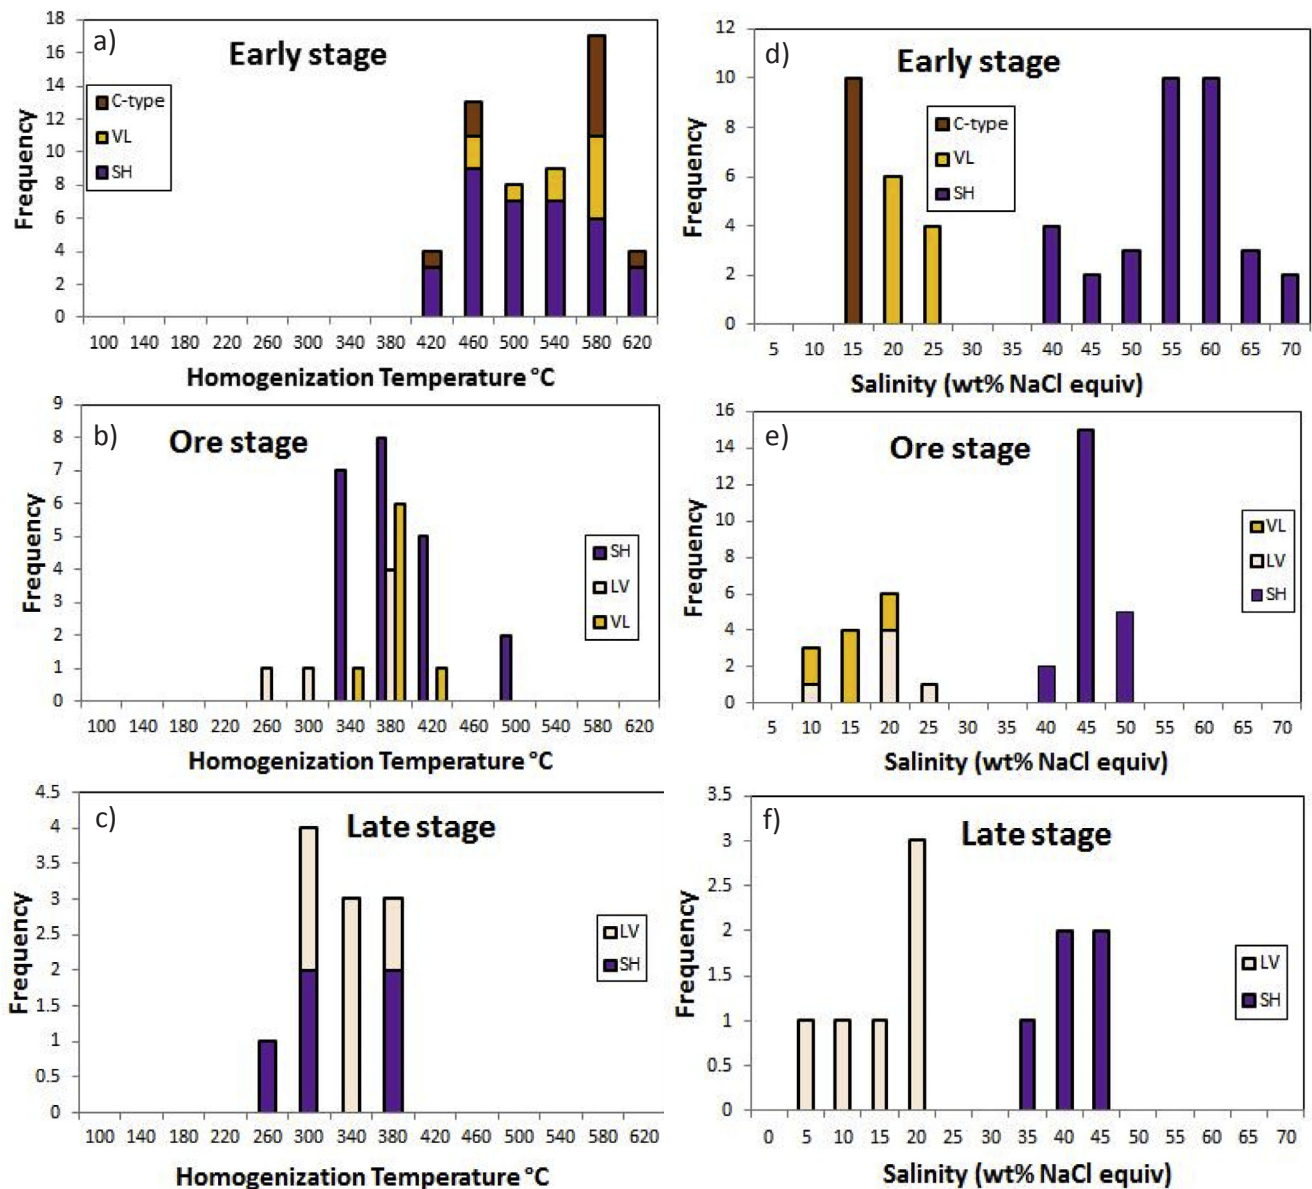 a)
Early stage
C-type
VL
SH
Frequency
18
16
14
12
10
8
6
4
2
0
100 140 180 220 260 300 340 380 420 460 500 540 580 620
Homogenization Temperature °C
d)
Early stage
C-type
VL
SH
Frequency
12
10
8
6
4
2
0
5 10 15 20 25 30 35 40 45 50 55 60 65 70
Salinity (wt% NaCl equiv)
b)
Ore stage
SH
LV
VL
Frequency
9
8
7
6
5
4
3
2
1
0
100 140 180 220 260 300 340 380 420 460 500 540 580 620
Homogenization Temperature °C
e)
Ore stage
VL
LV
SH
Frequency
16
14
12
10
8
6
4
2
0
5 10 15 20 25 30 35 40 45 50 55 60 65 70
Salinity (wt% NaCl equiv)
c)
Late stage
LV
SH
Frequency
4.5
4
3.5
3
2.5
2
1.5
1
0.5
0
100 140 180 220 260 300 340 380 420 460 500 540 580 620
Homogenization Temperature °C
f)
Late stage
LV
SH
Frequency
3.5
3
2.5
2
1.5
1
0.5
0
0 5 10 15 20 25 30 35 40 45 50 55 60 65 70
Salinity (wt% NaCl equiv)